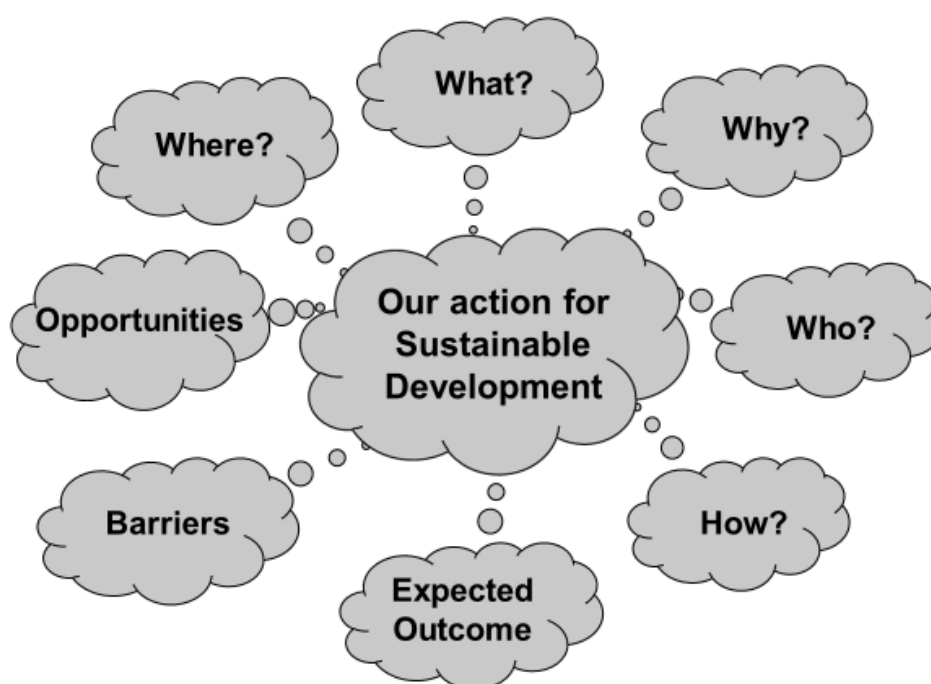 What?
Where?
Why?
Opportunities
Our action for
Sustainable
Development
Who?
Barriers
How?
Expected
Outcome